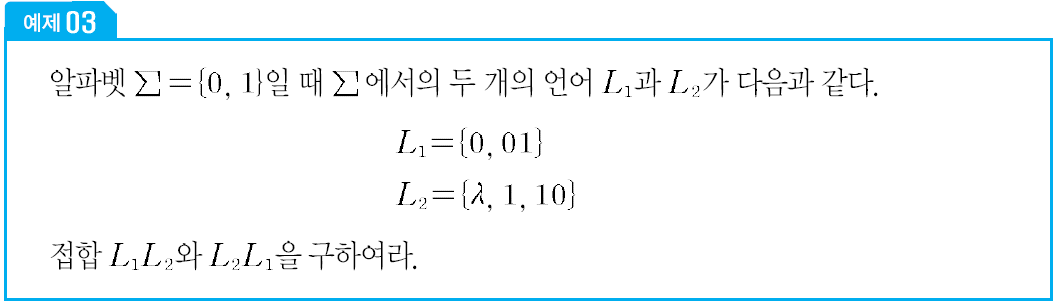 예제 03
알파벳 ∑={0, 1}일 때 ∑에서의 두 개의 언어 L₁과 L₂가 다음과 같다.
L₁={0, 01}
L₂={λ, 1, 10}
접합 L₁L₂와 L₂L₁을 구하여라.